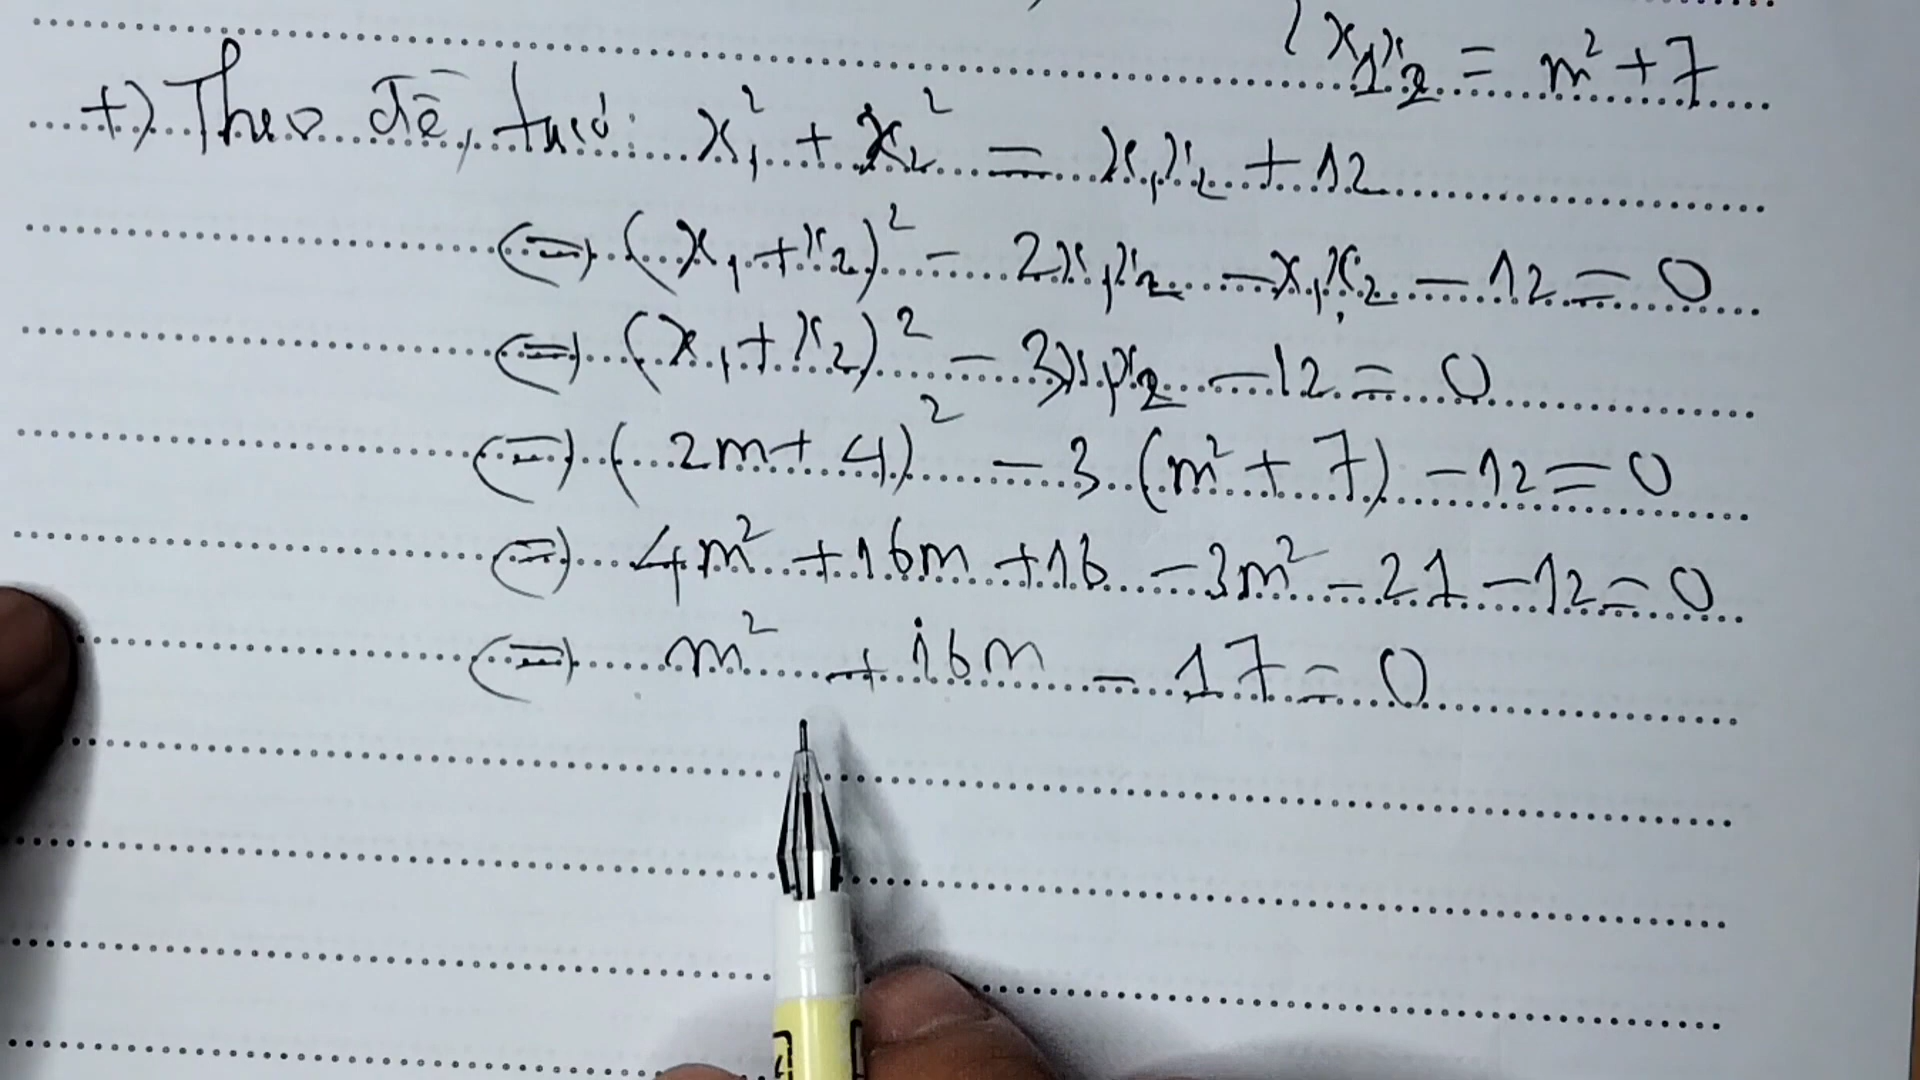 x₁x₂ = m² + 7
+) Theo đề, ta có: x₁² + x₂² = x₁x₂ + 12
⇔ (x₁ + x₂)² - 2x₁x₂ - x₁x₂ - 12 = 0
⇔ (x₁ + x₂)² - 3x₁x₂ - 12 = 0
⇔ (2m + 4)² - 3(m² + 7) - 12 = 0
⇔ 4m² + 16m + 16 - 3m² - 21 - 12 = 0
⇔ m² + 16m - 17 = 0